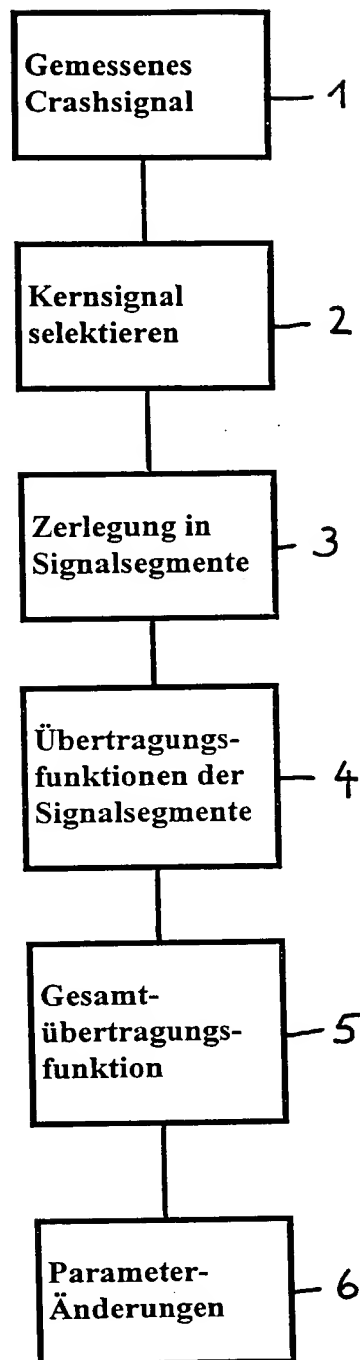 Gemessenes
Crashsignal
1
Kernsignal
selektieren
2
Zerlegung in
Signalsegmente
3
Übertragungs-
funktionen der
Signalsegmente
4
Gesamt-
übertragungs-
funktion
5
Parameter-
Änderungen
6